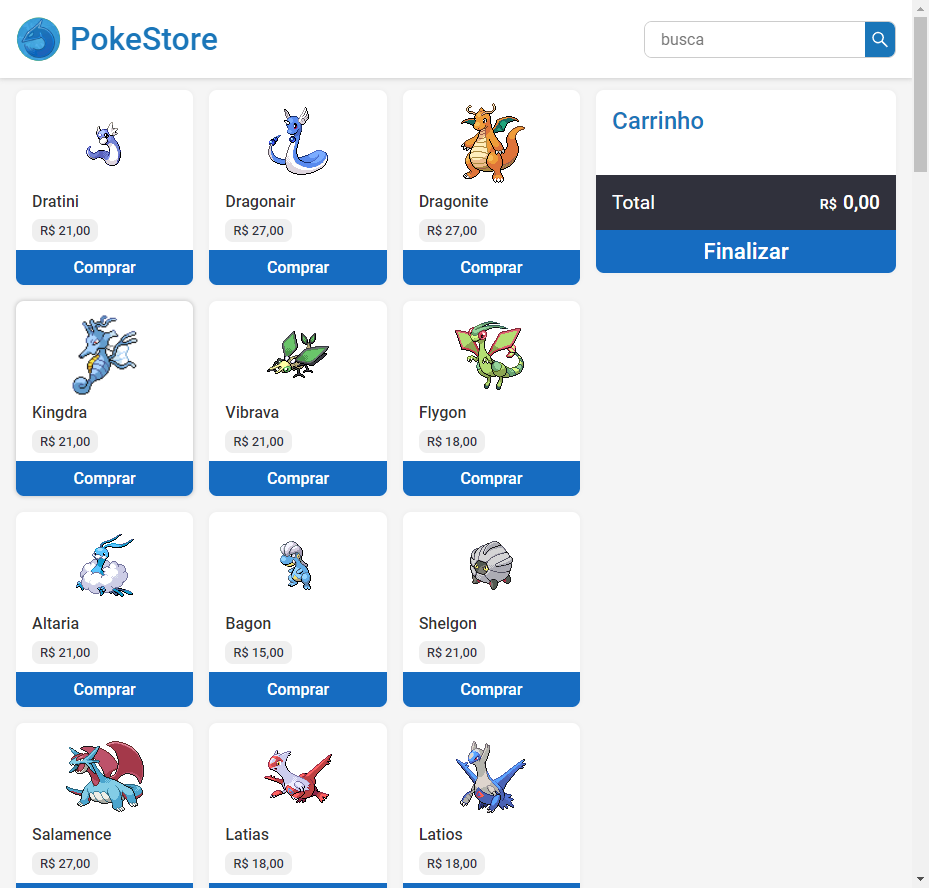 PokeStore
busca
Dratini
R$ 21,00
Comprar
Dragonair
R$ 27,00
Comprar
Dragonite
R$ 27,00
Comprar
Carrinho
Total R$ 0,00
Finalizar
Kingdra
R$ 21,00
Comprar
Vibrava
R$ 21,00
Comprar
Flygon
R$ 18,00
Comprar
Altaria
R$ 21,00
Comprar
Bagon
R$ 15,00
Comprar
Shelgon
R$ 21,00
Comprar
Salamence
R$ 27,00
Latias
R$ 18,00
Latios
R$ 18,00